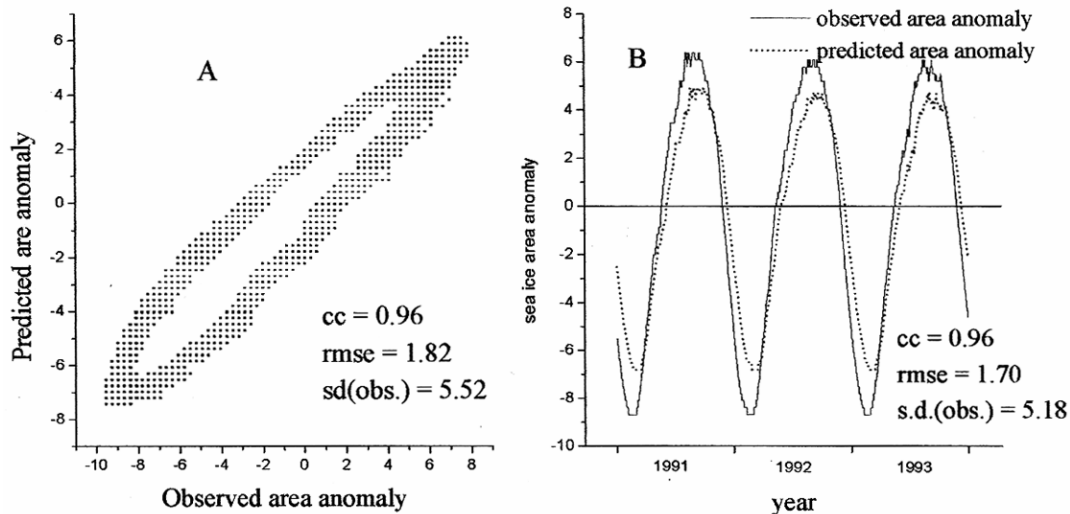 A
Predicted are anomaly
6
4
2
0
-2
-4
-6
-8
cc = 0.96
rmse = 1.82
sd(obs.) = 5.52
-10 -8 -6 -4 -2 0 2 4 6 8
Observed area anomaly
B
observed area anomaly
predicted area anomaly
sea ice area anomaly
8
6
4
2
0
-2
-4
-6
-8
-10
cc = 0.96
rmse = 1.70
s.d.(obs.) = 5.18
1991 1992 1993
year